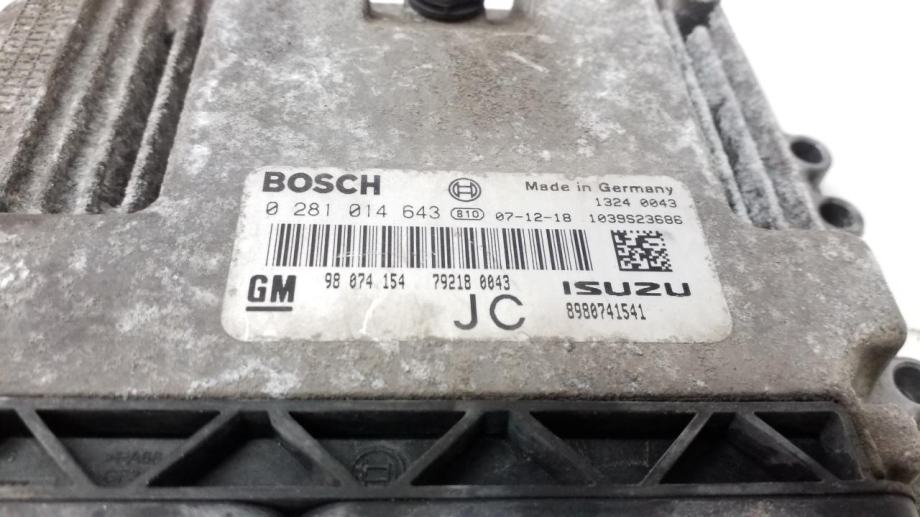 BOSCH
Made in Germany
1324 0043
0 281 014 643 B10 07-12-18 1039S23686
GM 98 074 154 79218 0043 ISUZU
JC 8980741541